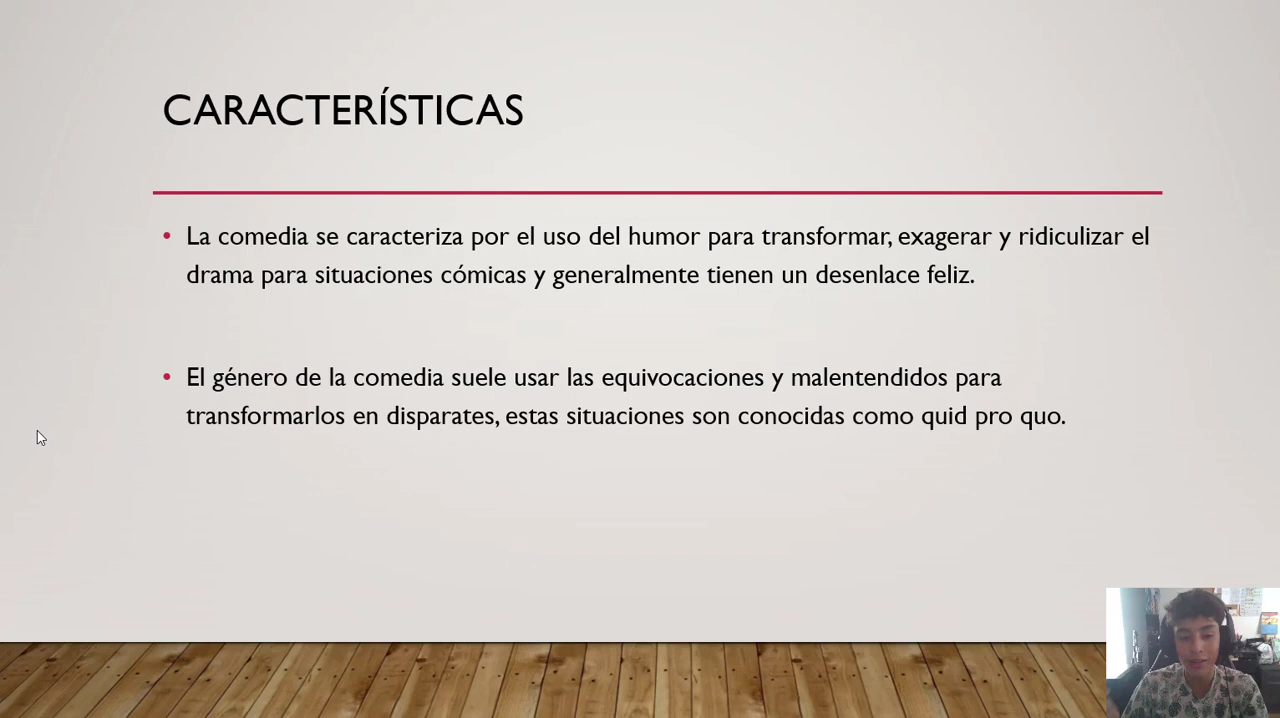 CARACTERÍSTICAS
• La comedia se caracteriza por el uso del humor para transformar, exagerar y ridiculizar el
drama para situaciones cómicas y generalmente tienen un desenlace feliz.
• El género de la comedia suele usar las equivocaciones y malentendidos para
transformarlos en disparates, estas situaciones son conocidas como quid pro quo.